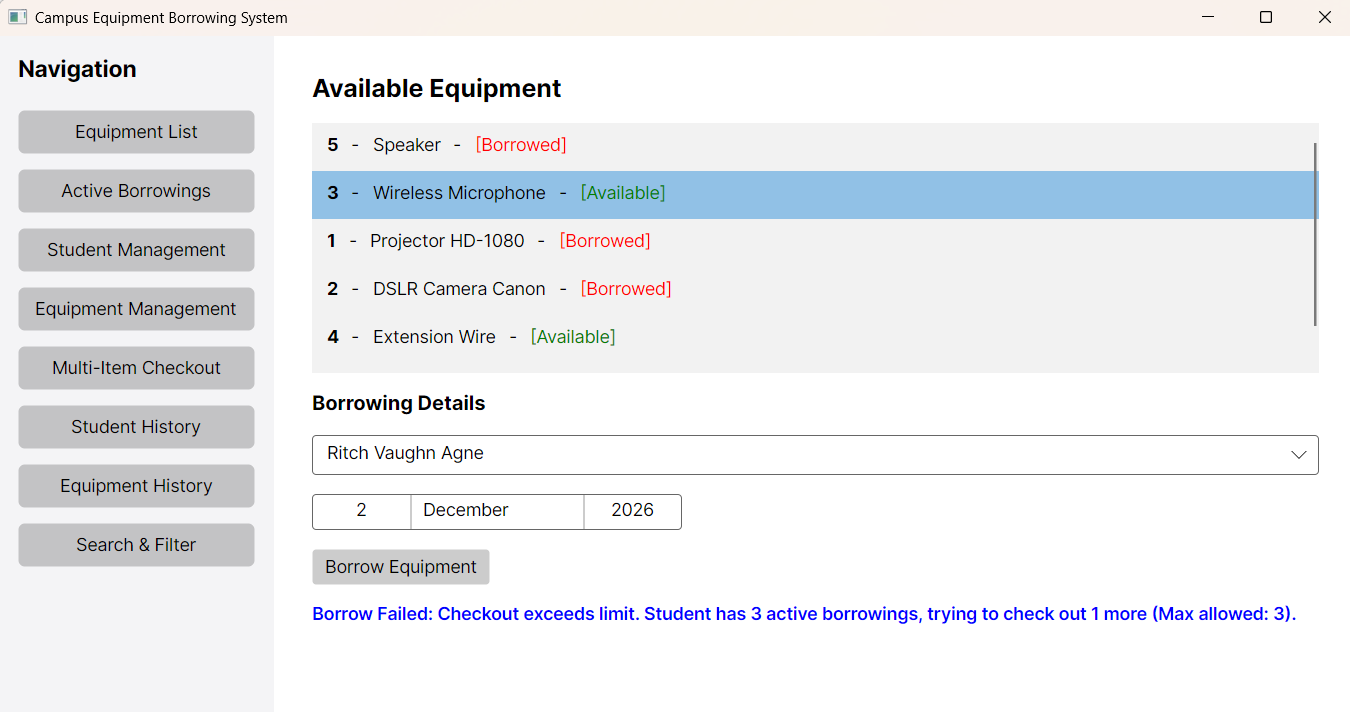 Campus Equipment Borrowing System
Navigation
Equipment List
Active Borrowings
Student Management
Equipment Management
Multi-Item Checkout
Student History
Equipment History
Search & Filter
Available Equipment
5 - Speaker - [Borrowed]
3 - Wireless Microphone - [Available]
1 - Projector HD-1080 - [Borrowed]
2 - DSLR Camera Canon - [Borrowed]
4 - Extension Wire - [Available]
Borrowing Details
Ritch Vaughn Agne
2 December 2026
Borrow Equipment
Borrow Failed: Checkout exceeds limit. Student has 3 active borrowings, trying to check out 1 more (Max allowed: 3).